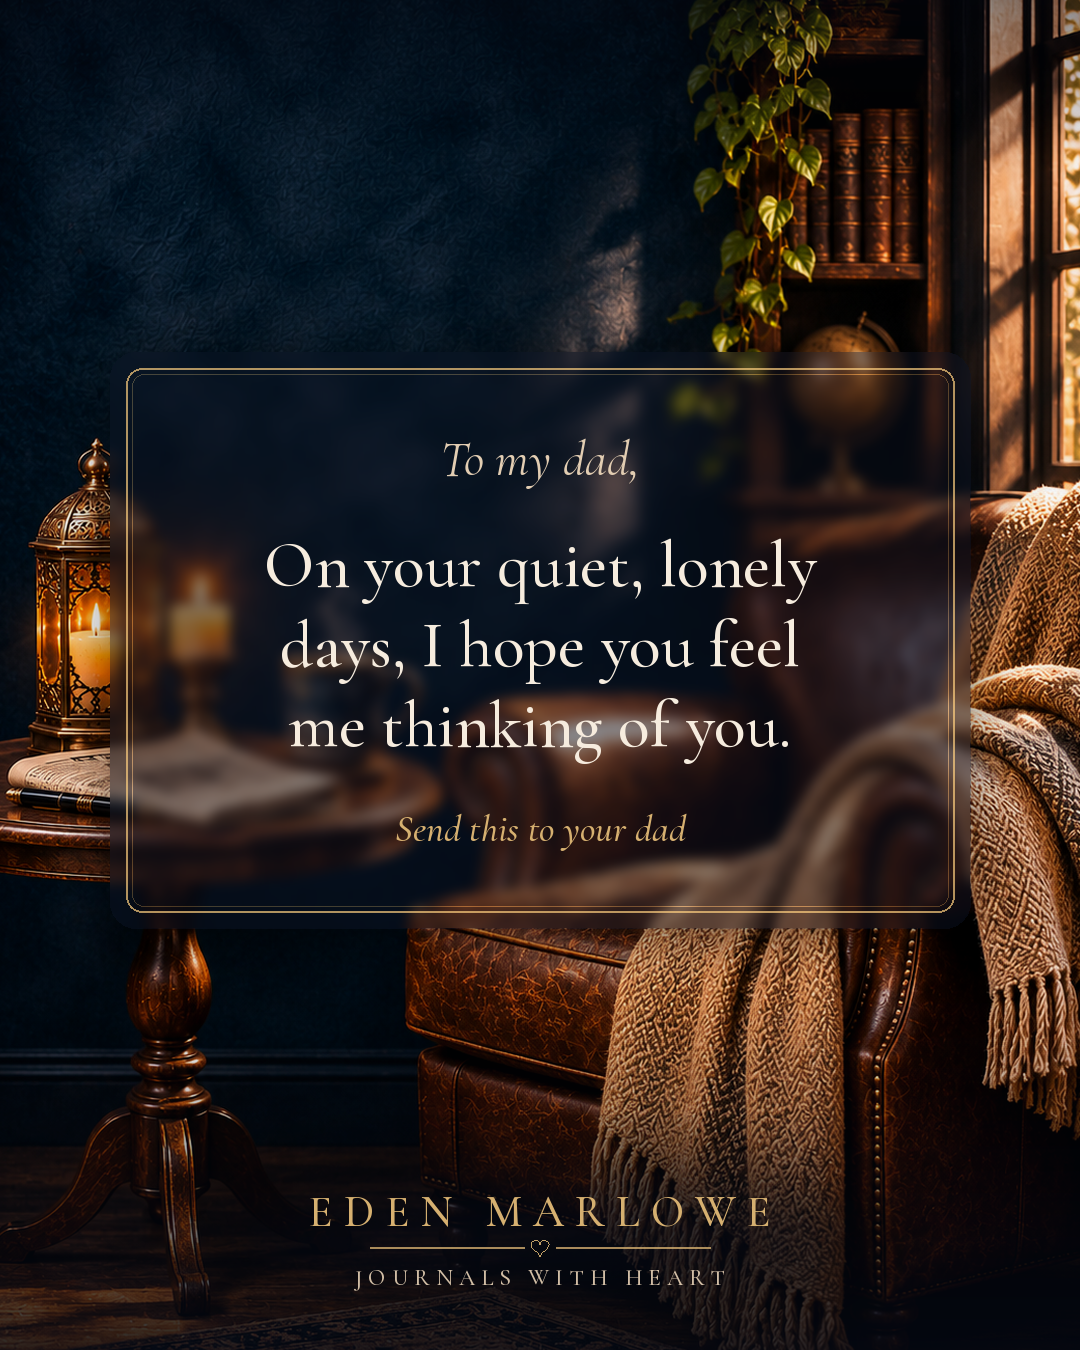 To my dad,
On your quiet, lonely
days, I hope you feel
me thinking of you.
Send this to your dad
EDEN MARLOWE
JOURNALS WITH HEART